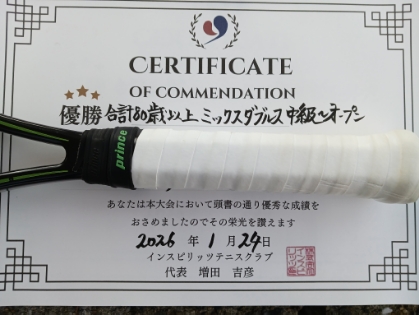 CERTIFICATE
OF COMMENDATION
優勝 合計80歳以上 ミックスダブルス 中級〜オープン
prince
あなたは本大会において頭書の通り優秀な成績を
おさめましたのでその栄光を讃えます
2026 年 1 月 24 日
インスピリッツテニスクラブ
代表 増田 吉彦